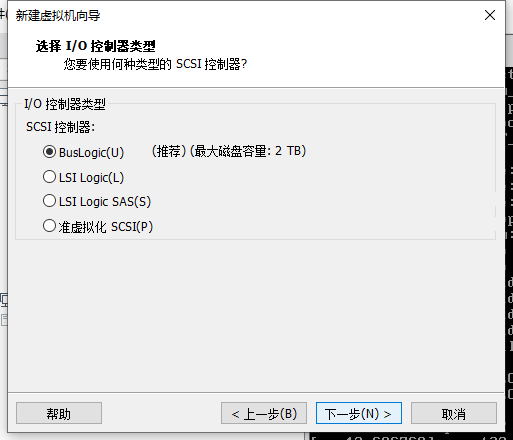 新建虚拟机向导
选择 I/O 控制器类型
您要使用何种类型的 SCSI 控制器?
I/O 控制器类型
SCSI 控制器:
BusLogic(U) (推荐) (最大磁盘容量: 2 TB)
LSI Logic(L)
LSI Logic SAS(S)
准虚拟化 SCSI(P)
帮助 < 上一步(B) 下一步(N) > 取消